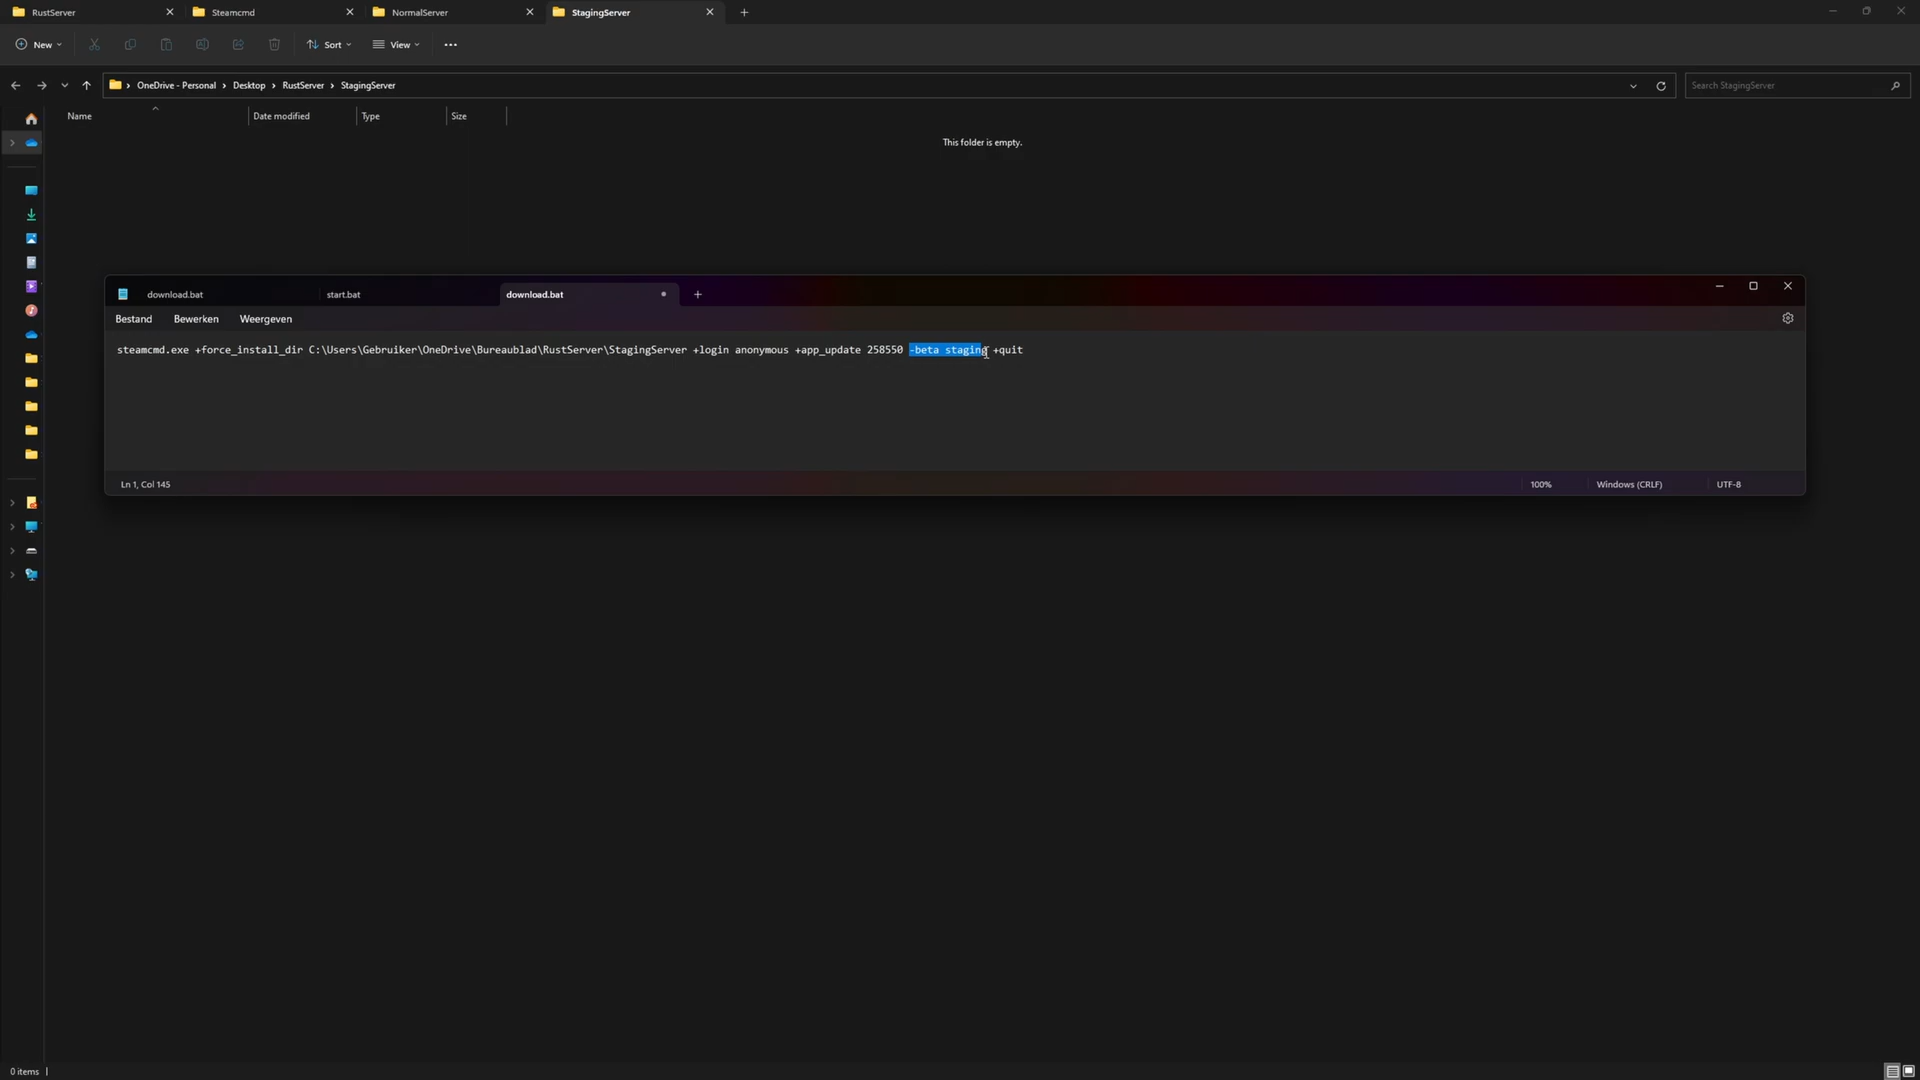 RustServer
Steamcmd
NormalServer
StagingServer
New
Sort
View
OneDrive - Personal > Desktop > RustServer > StagingServer
Search StagingServer
Name
Date modified
Type
Size
This folder is empty.
download.bat
start.bat
download.bat
Bestand
Bewerken
Weergeven
steamcmd.exe +force_install_dir C:\Users\Gebruiker\OneDrive\Bureaublad\RustServer\StagingServer +login anonymous +app_update 258550 -beta staging +quit
Ln 1, Col 145
100%
Windows (CRLF)
UTF-8
0 items